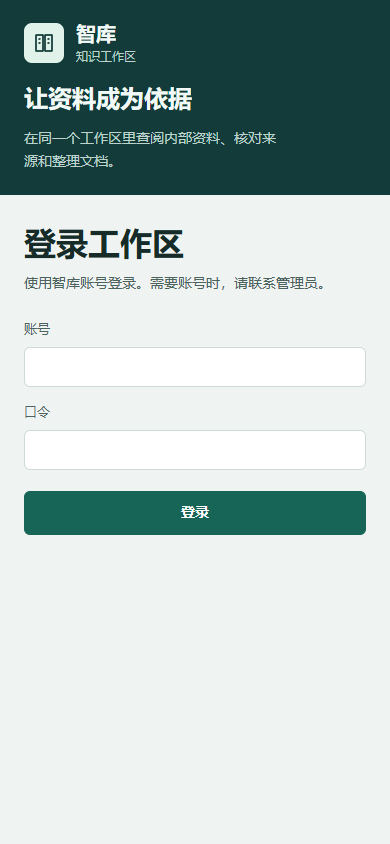 智库
知识工作区
让资料成为依据
在同一个工作区里查阅内部资料、核对来
源和整理文档。
登录工作区
使用智库账号登录。需要账号时，请联系管理员。
账号
口令
登录